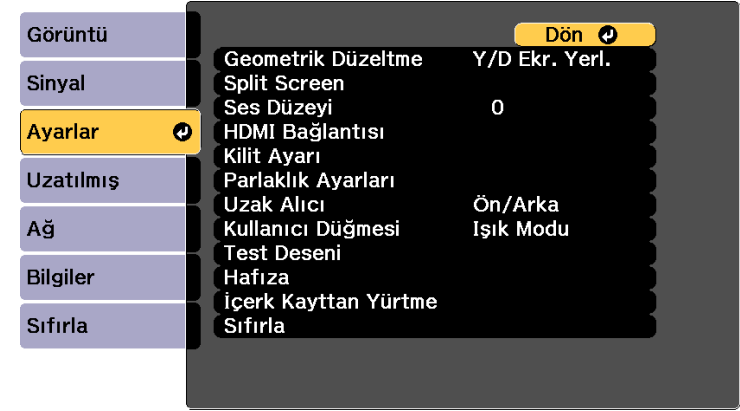 Görüntü
Sinyal
Ayarlar
Uzatılmış
Ağ
Bilgiler
Sıfırla
Dön
Geometrik Düzeltme Y/D Ekr. Yerl.
Split Screen
Ses Düzeyi 0
HDMI Bağlantısı
Kilit Ayarı
Parlaklık Ayarları
Uzak Alıcı Ön/Arka
Kullanıcı Düğmesi Işık Modu
Test Deseni
Hafıza
İçerk Kayttan Yürtme
Sıfırla